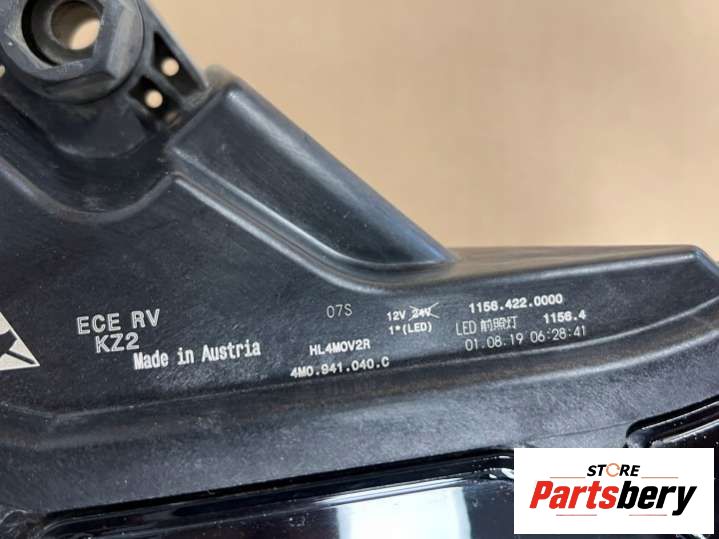 ECE RV
KZ2
Made in Austria
07S
HL4MOV2R
4M0.941.040.C
12V 24V
1*(LED)
1156.422.0000
LED 前照灯 1156.4
01.08.19 06:28:41
STORE
Partsbery